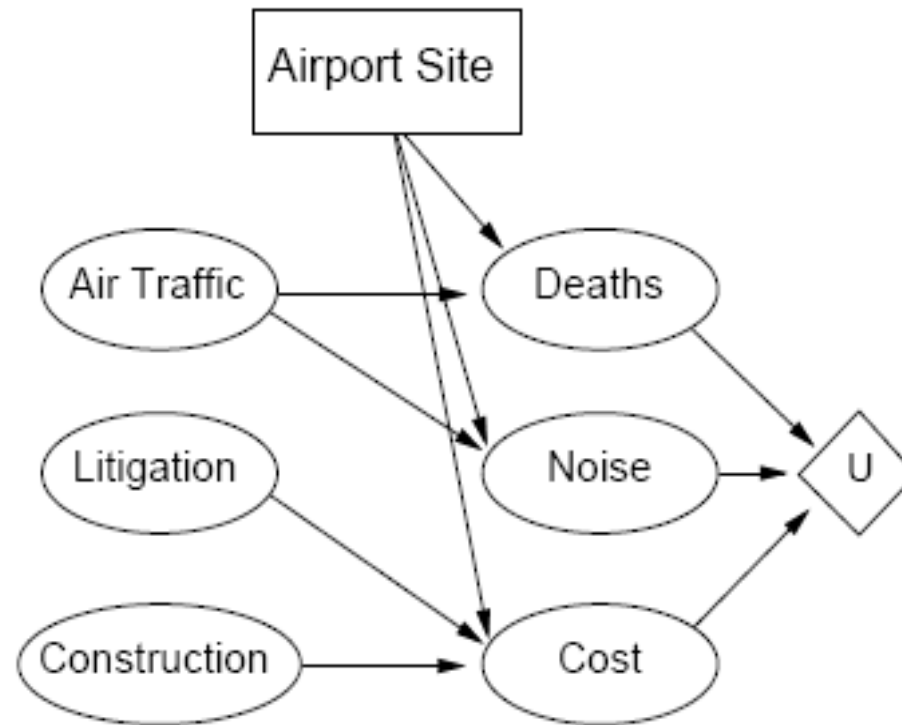 Airport Site
Air Traffic
Deaths
Litigation
Noise
U
Construction
Cost